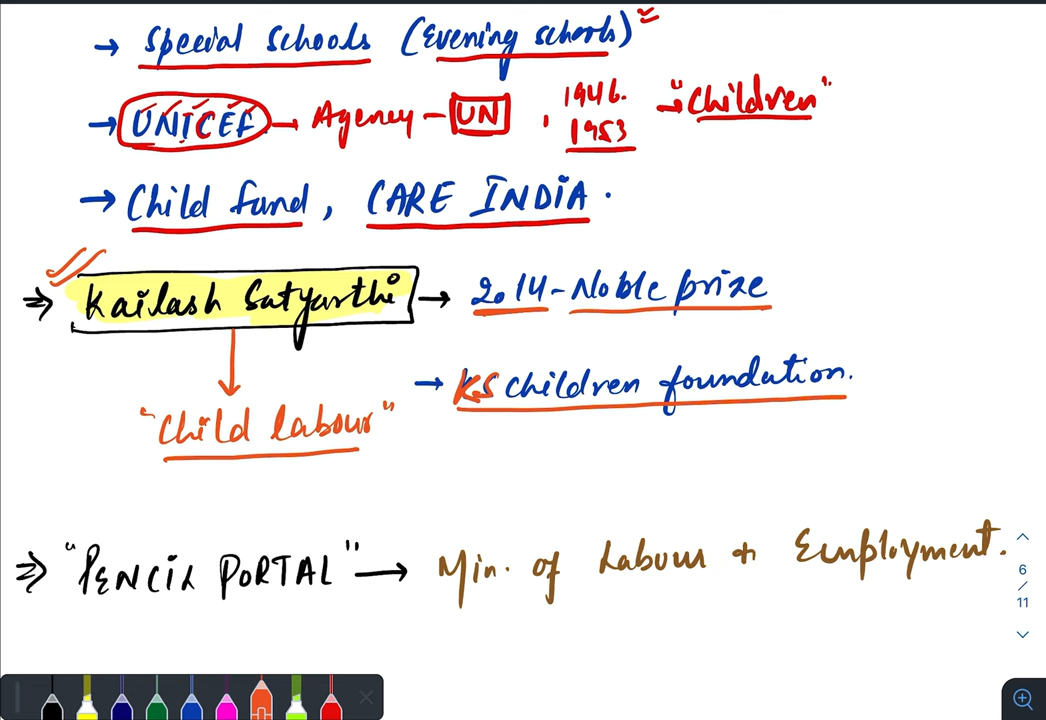 → Special Schools (Evening schools)
→ UNICEF → Agency - UN , 1946. 1953 → "Children"
→ Child fund, CARE INDIA.
⇒ Kailash Satyarthi → 2014 - Noble prize
→ KS children foundation.
"Child labour"
⇒ "PENCIL PORTAL" → Min. of Labour + Employment.
6
/
11